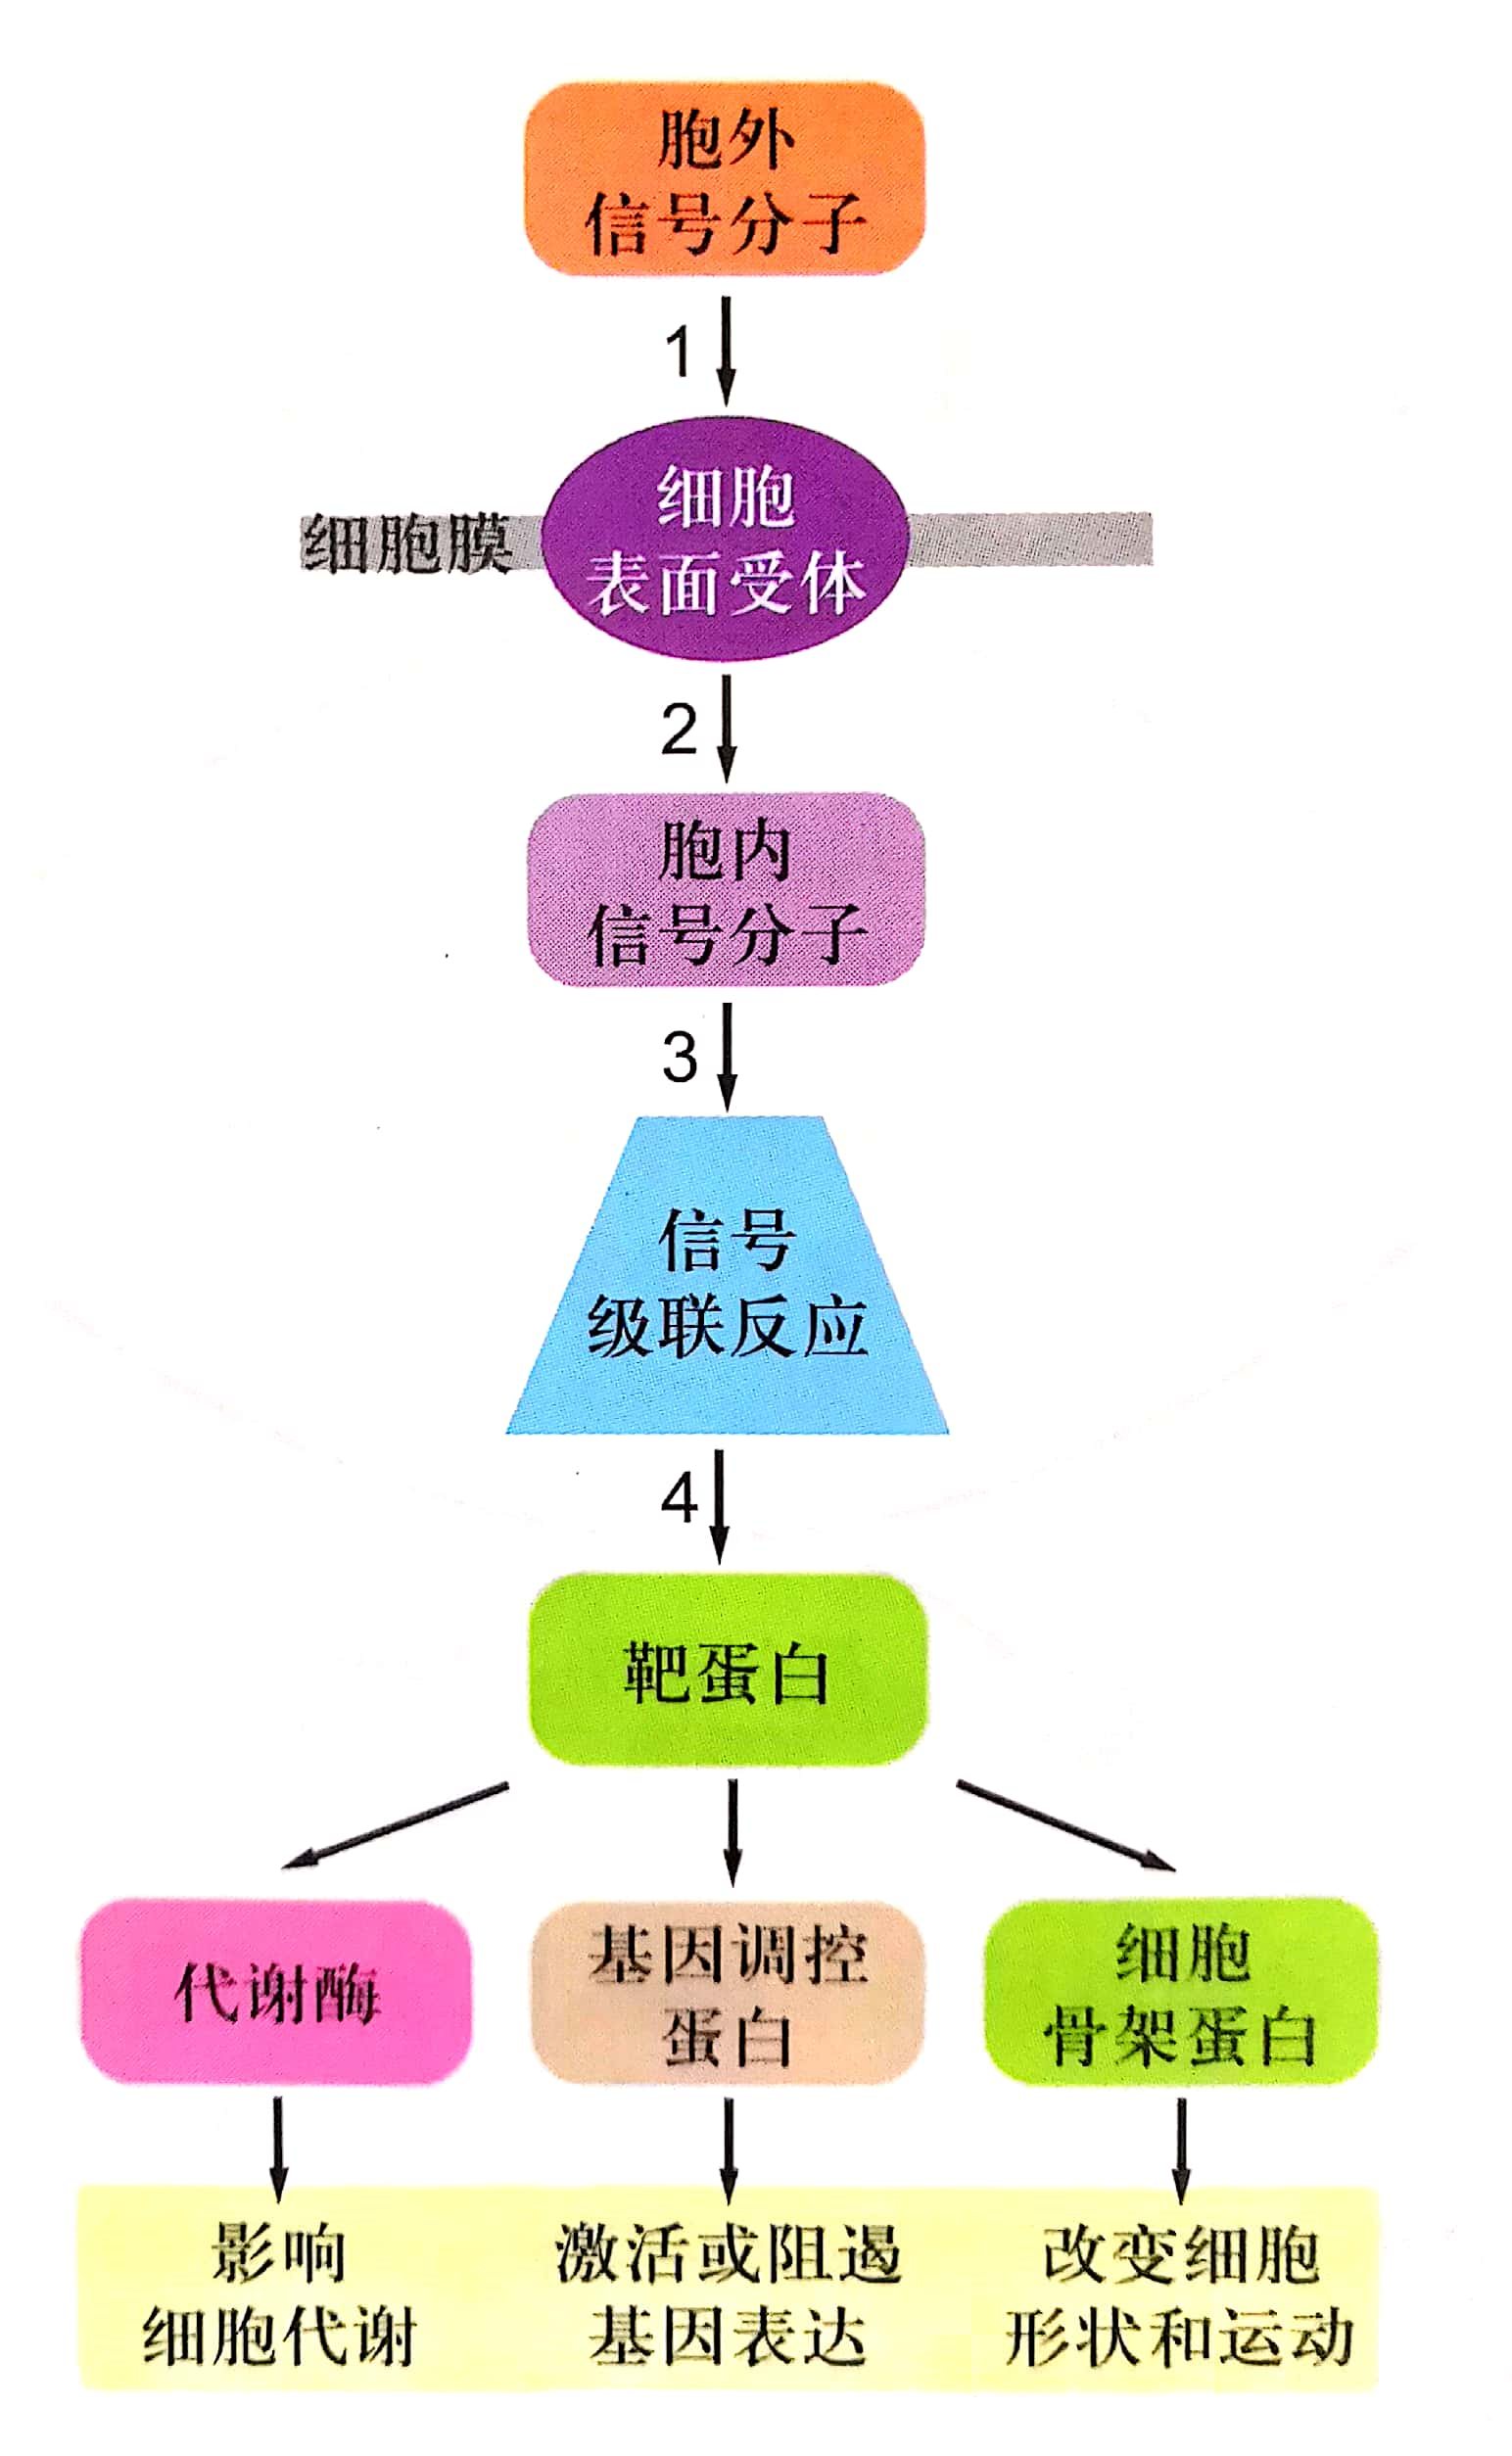 胞外
信号分子
1
细胞
表面受体
细胞膜
2
胞内
信号分子
3
信号
级联反应
4
靶蛋白
代谢酶
基因调控
蛋白
细胞
骨架蛋白
影响
细胞代谢
激活或阻遏
基因表达
改变细胞
形状和运动